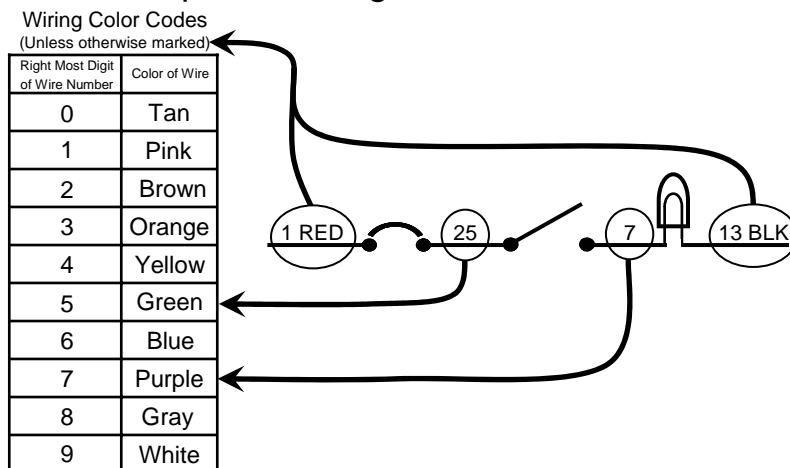 Wiring Color Codes
(Unless otherwise marked)
Right Most Digit
of Wire Number
Color of Wire
0 Tan
1 Pink
2 Brown
3 Orange
4 Yellow
5 Green
6 Blue
7 Purple
8 Gray
9 White
1 RED 25 7 13 BLK